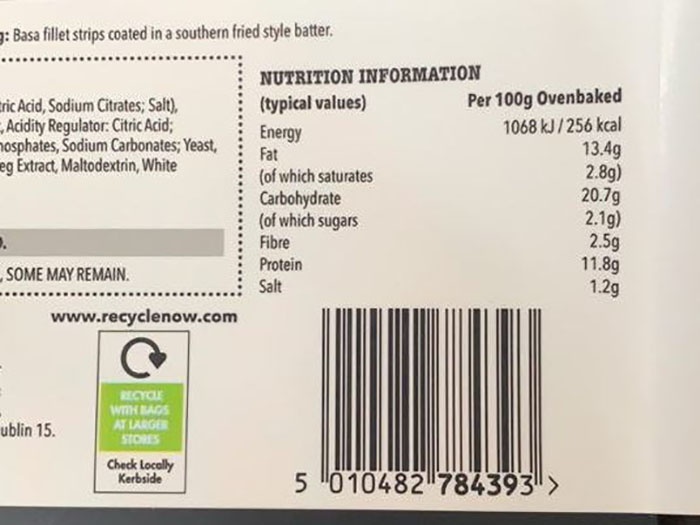 : Basa fillet strips coated in a southern fried style batter.
tric Acid, Sodium Citrates; Salt),
, Acidity Regulator: Citric Acid;
hosphates, Sodium Carbonates; Yeast,
eg Extract, Maltodextrin, White
, SOME MAY REMAIN.
NUTRITION INFORMATION
(typical values) Per 100g Ovenbaked
Energy 1068 kJ / 256 kcal
Fat 13.4g
(of which saturates 2.8g)
Carbohydrate 20.7g
(of which sugars 2.1g)
Fibre 2.5g
Protein 11.8g
Salt 1.2g
www.recyclenow.com
RECYCLE
WITH BAGS
AT LARGER
STORES
Check Locally
Kerbside
ublin 15.
5 010482 784393 >